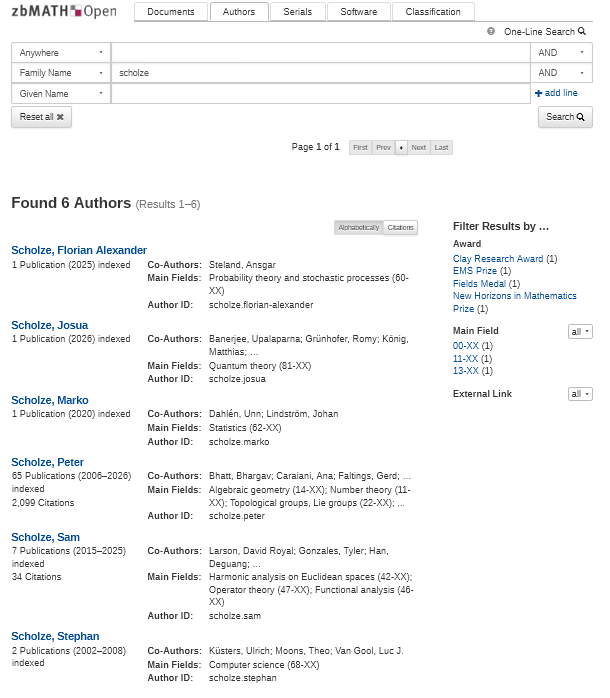 zbMATH Open
Documents
Authors
Serials
Software
Classification
One-Line Search
Anywhere
AND
Family Name
scholze
AND
Given Name
add line
Reset all
Search
Page 1 of 1
First
Prev
Next
Last
Found 6 Authors (Results 1–6)
Alphabetically
Citations
Scholze, Florian Alexander
1 Publication (2025) indexed
Co-Authors: Steland, Ansgar
Main Fields: Probability theory and stochastic processes (60-
XX)
Author ID: scholze.florian-alexander
Scholze, Josua
1 Publication (2026) indexed
Co-Authors: Banerjee, Upalaparna; Grünhofer, Romy; König,
Matthias; …
Main Fields: Quantum theory (81-XX)
Author ID: scholze.josua
Scholze, Marko
1 Publication (2020) indexed
Co-Authors: Dahlén, Unn; Lindström, Johan
Main Fields: Statistics (62-XX)
Author ID: scholze.marko
Scholze, Peter
65 Publications (2006–2026)
indexed
2,099 Citations
Co-Authors: Bhatt, Bhargav; Caraiani, Ana; Faltings, Gerd; …
Main Fields: Algebraic geometry (14-XX); Number theory (11-
XX); Topological groups, Lie groups (22-XX); …
Author ID: scholze.peter
Scholze, Sam
7 Publications (2015–2025)
indexed
34 Citations
Co-Authors: Larson, David Royal; Gonzales, Tyler; Han,
Deguang; …
Main Fields: Harmonic analysis on Euclidean spaces (42-XX);
Operator theory (47-XX); Functional analysis (46-
XX)
Author ID: scholze.sam
Scholze, Stephan
2 Publications (2002–2008)
indexed
Co-Authors: Küsters, Ulrich; Moons, Theo; Van Gool, Luc J.
Main Fields: Computer science (68-XX)
Author ID: scholze.stephan
Filter Results by …
Award
Clay Research Award (1)
EMS Prize (1)
Fields Medal (1)
New Horizons in Mathematics
Prize (1)
Main Field
all
00-XX (1)
11-XX (1)
13-XX (1)
External Link
all